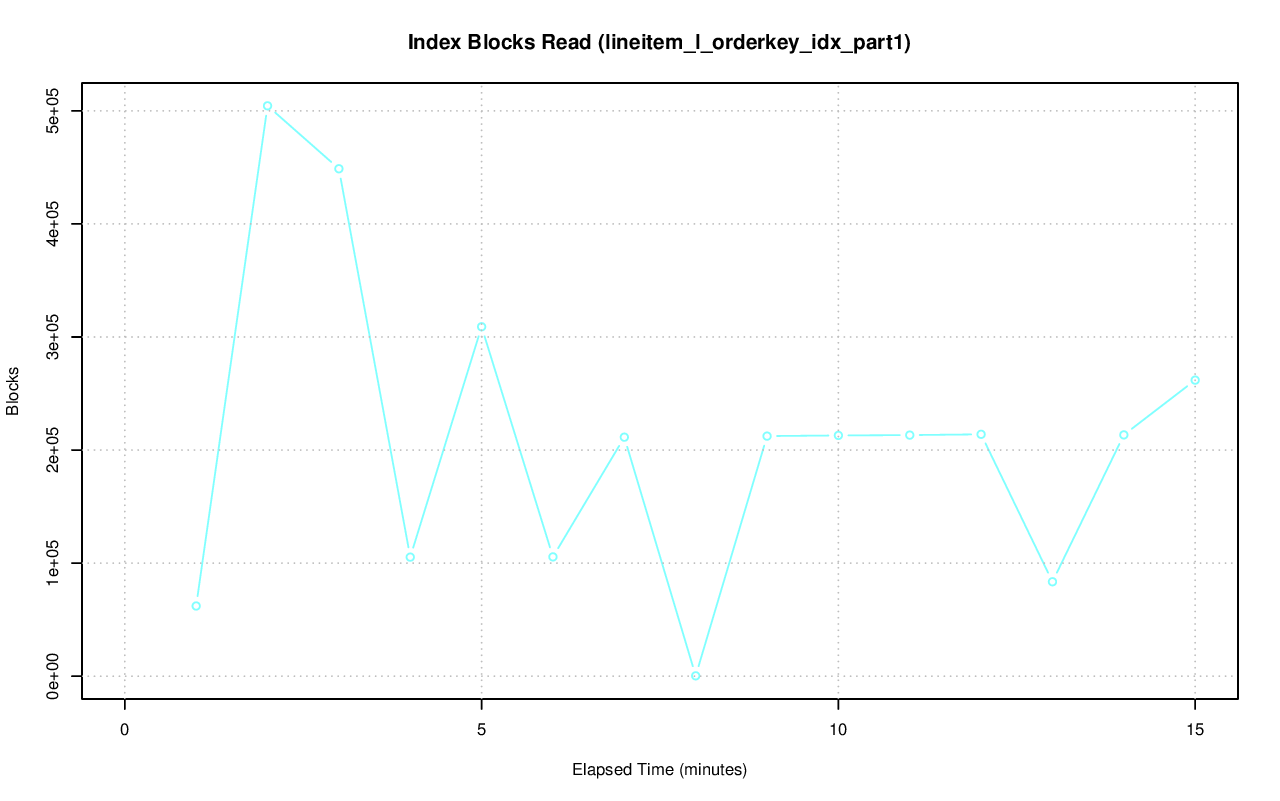 Index Blocks Read (lineitem_l_orderkey_idx_part1)
Blocks
5e+05
4e+05
3e+05
2e+05
1e+05
0e+00
0 5 10 15
Elapsed Time (minutes)